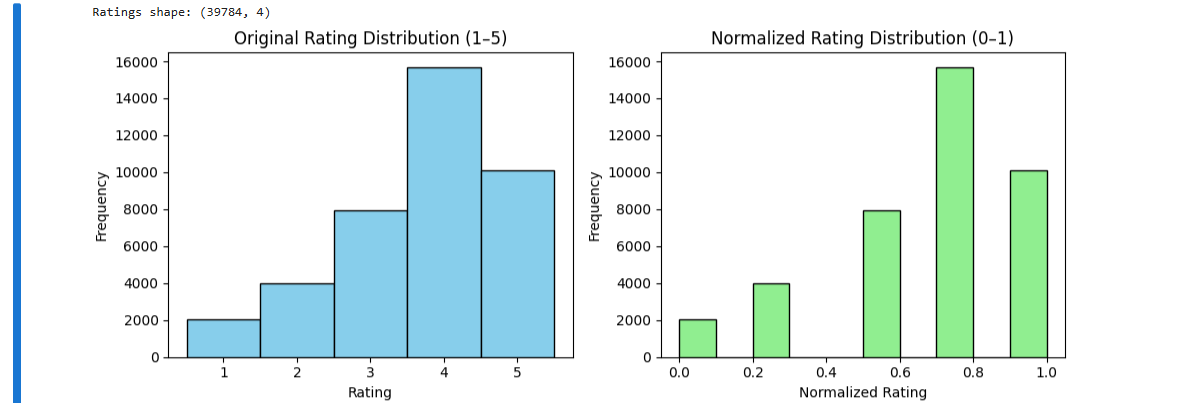 Ratings shape: (39784, 4)
Original Rating Distribution (1–5)
16000
14000
12000
10000
8000
6000
4000
2000
0
Frequency
1 2 3 4 5
Rating
Normalized Rating Distribution (0–1)
16000
14000
12000
10000
8000
6000
4000
2000
0
Frequency
0.0 0.2 0.4 0.6 0.8 1.0
Normalized Rating